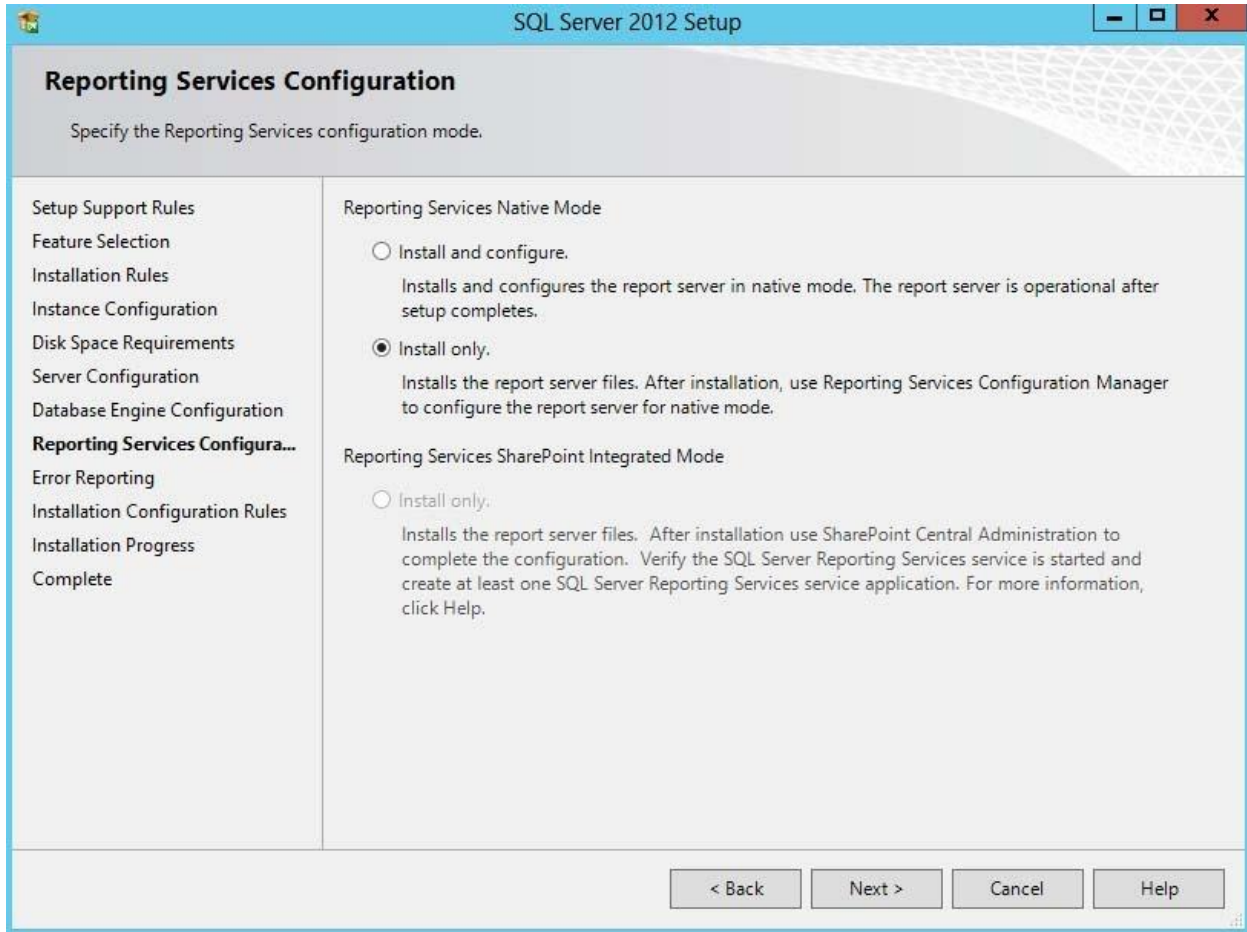 SQL Server 2012 Setup
Reporting Services Configuration
Specify the Reporting Services configuration mode.
Setup Support Rules
Feature Selection
Installation Rules
Instance Configuration
Disk Space Requirements
Server Configuration
Database Engine Configuration
Reporting Services Configura...
Error Reporting
Installation Configuration Rules
Installation Progress
Complete
Reporting Services Native Mode
Install and configure.
Installs and configures the report server in native mode. The report server is operational after
setup completes.
Install only.
Installs the report server files. After installation, use Reporting Services Configuration Manager
to configure the report server for native mode.
Reporting Services SharePoint Integrated Mode
Install only.
Installs the report server files. After installation use SharePoint Central Administration to
complete the configuration. Verify the SQL Server Reporting Services service is started and
create at least one SQL Server Reporting Services service application. For more information,
click Help.
< Back
Next >
Cancel
Help